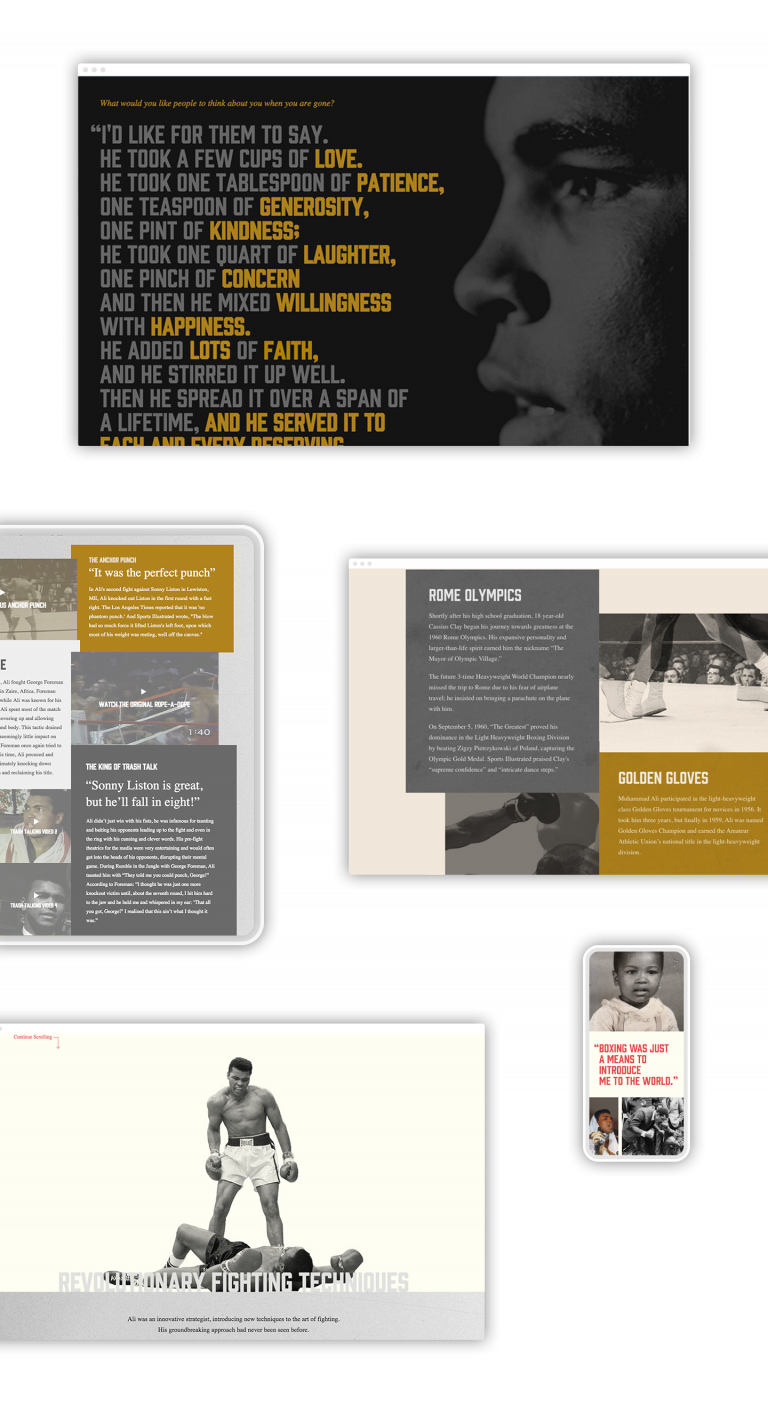 What would you like people to think about you when you are gone?
“I'D LIKE FOR THEM TO SAY.
HE TOOK A FEW CUPS OF LOVE.
HE TOOK ONE TABLESPOON OF PATIENCE,
ONE TEASPOON OF GENEROSITY,
ONE PINT OF KINDNESS;
HE TOOK ONE QUART OF LAUGHTER,
ONE PINCH OF CONCERN
AND THEN HE MIXED WILLINGNESS
WITH HAPPINESS.
HE ADDED LOTS OF FAITH,
AND HE STIRRED IT UP WELL.
THEN HE SPREAD IT OVER A SPAN OF
A LIFETIME, AND HE SERVED IT TO
EACH AND EVERY DESERVING
US ANCHOR PUNCH
THE ANCHOR PUNCH
“It was the perfect punch”
In Ali's second fight against Sonny Liston in Lewiston,
ME, Ali knocked out Liston in the first round with a fast
right. The Los Angeles Times reported that it was 'no
phantom punch.' And Sports Illustrated wrote, "The blow
had so much force it lifted Liston's left foot, upon which
most of his weight was resting, well off the canvas."
E
, Ali fought George Foreman
in Zaire, Africa. Foreman
while Ali was known for his
Ali spent most of the match
covering up and allowing
and body. This tactic drained
seemingly little impact on
Foreman once again tried to
is time, Ali pounced and
imately knocking down
and reclaiming his title.
WATCH THE ORIGINAL ROPE-A-DOPE
1:40
TRASH TALKING VIDEO 2
TRASH TALKING VIDEO 4
THE KING OF TRASH TALK
“Sonny Liston is great,
but he'll fall in eight!”
Ali didn't just win with his fists, he was infamous for taunting
and baiting his opponents leading up to the fight and even in
the ring with his cunning and clever words. His pre-fight
theatrics for the media were very entertaining and would often
get into the heads of his opponents, disrupting their mental
game. During Rumble in the Jungle with George Foreman, Ali
taunted him with "They told me you could punch, George!"
According to Foreman: "I thought he was just one more
knockout victim until, about the seventh round, I hit him hard
to the jaw and he held me and whispered in my ear: 'That all
you got, George?' I realized that this ain't what I thought it
was."
ROME OLYMPICS
Shortly after his high school graduation, 18 year-old
Cassius Clay began his journey towards greatness at the
1960 Rome Olympics. His expansive personality and
larger-than-life spirit earned him the nickname “The
Mayor of Olympic Village.”
The future 3-time Heavyweight World Champion nearly
missed the trip to Rome due to his fear of airplane
travel; he insisted on bringing a parachute on the plane
with him.
On September 5, 1960, “The Greatest” proved his
dominance in the Light Heavyweight Boxing Division
by beating Zigzy Pietrzykowski of Poland, capturing the
Olympic Gold Medal. Sports Illustrated praised Clay's
“supreme confidence” and “intricate dance steps.”
GOLDEN GLOVES
Muhammad Ali participated in the light-heavyweight
class Golden Gloves tournament for novices in 1956. It
took him three years, but finally in 1959, Ali was named
Golden Gloves Champion and earned the Amateur
Athletic Union's national title in the light-heavyweight
division.
“BOXING WAS JUST
A MEANS TO
INTRODUCE
ME TO THE WORLD.”
Continue Scrolling
REVOLUTIONARY FIGHTING TECHNIQUES
Ali was an innovative strategist, introducing new techniques to the art of fighting.
His groundbreaking approach had never been seen before.